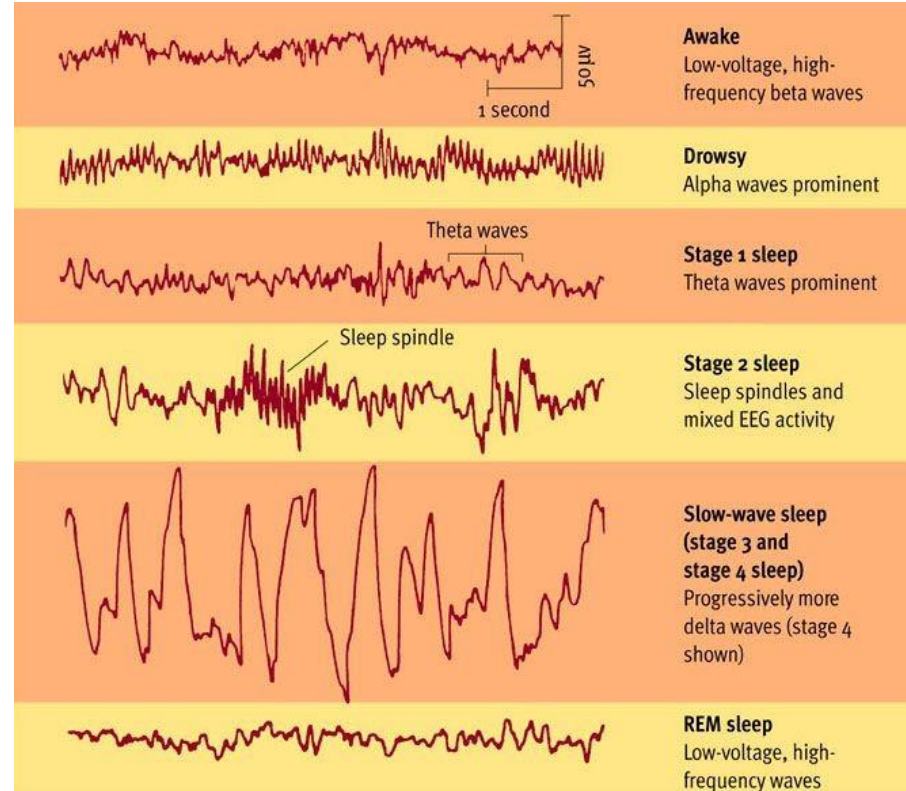 Awake
Low-voltage, high-
frequency beta waves
50 μV
1 second
Drowsy
Alpha waves prominent
Theta waves
Stage 1 sleep
Theta waves prominent
Sleep spindle
Stage 2 sleep
Sleep spindles and
mixed EEG activity
Slow-wave sleep
(stage 3 and
stage 4 sleep)
Progressively more
delta waves (stage 4
shown)
REM sleep
Low-voltage, high-
frequency waves